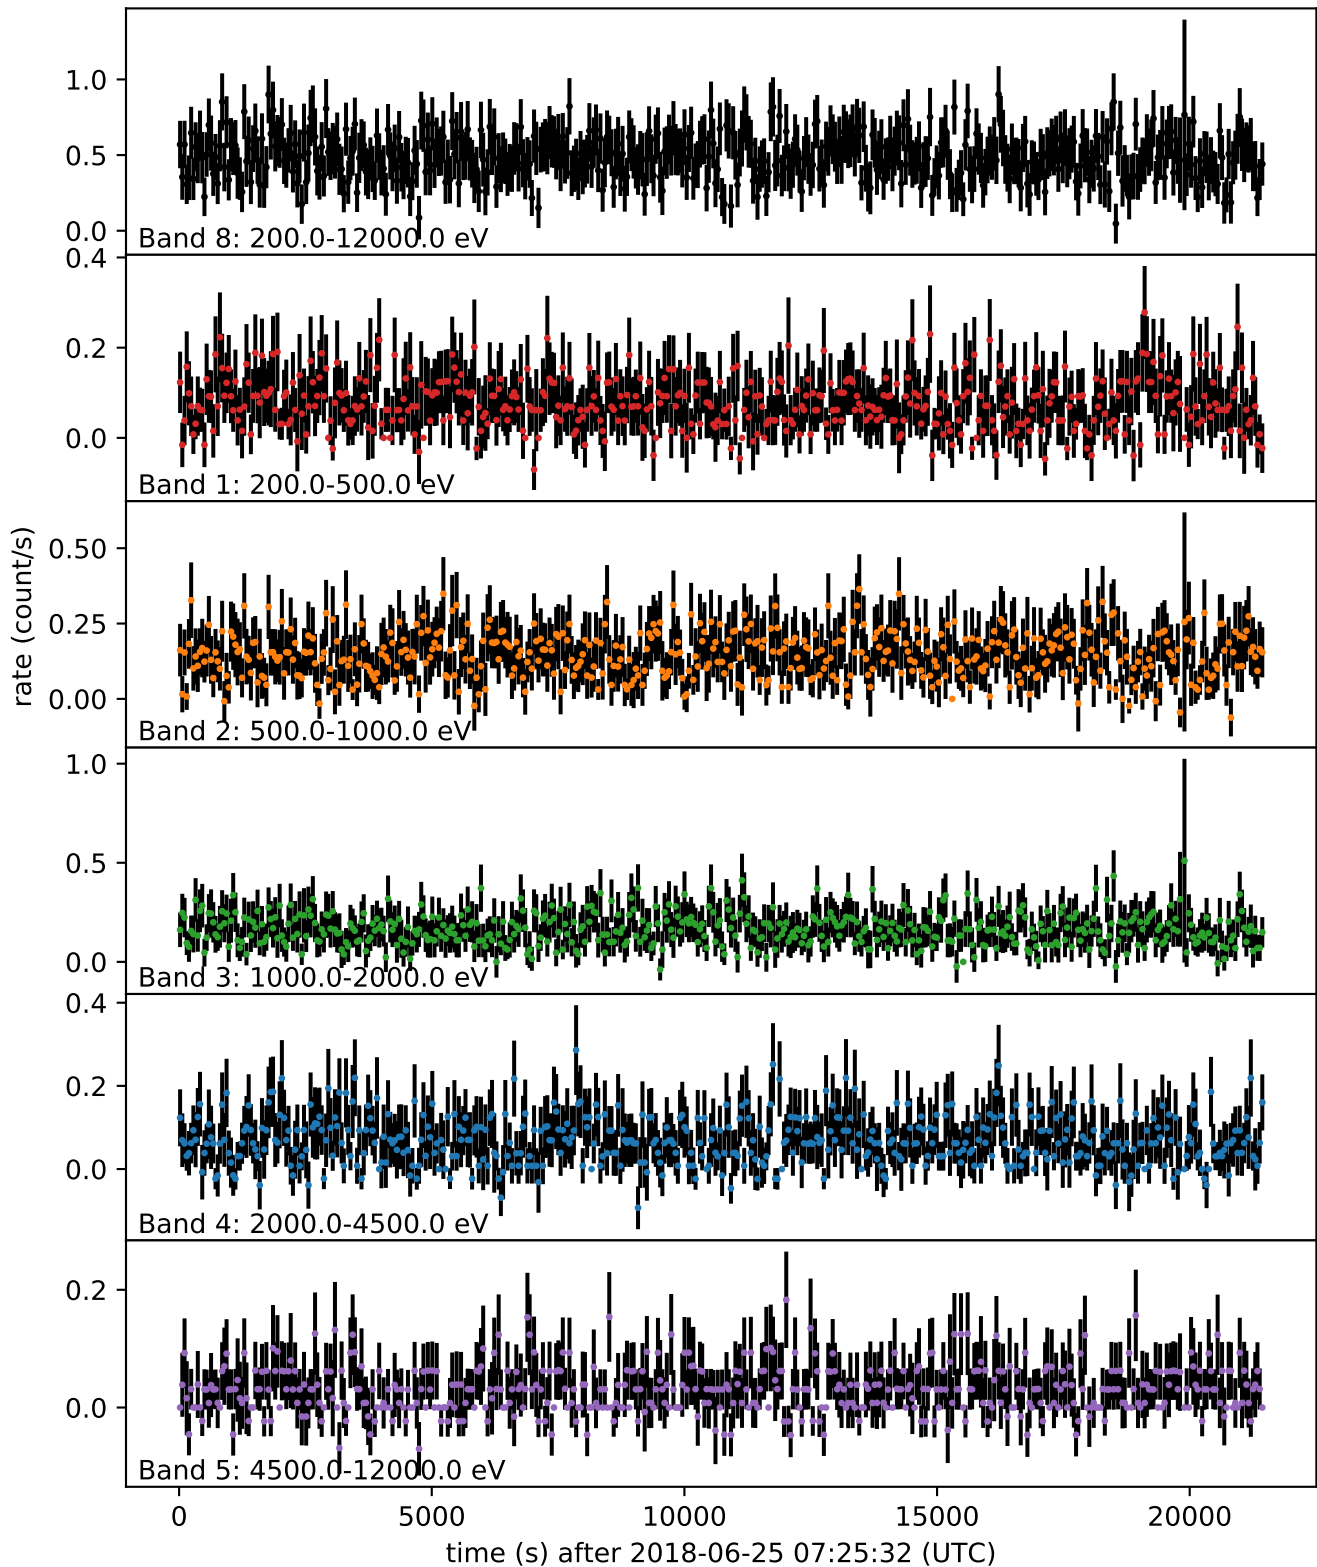 1.0
0.5
0.0
Band 8: 200.0-12000.0 eV
0.4
0.2
0.0
Band 1: 200.0-500.0 eV
rate (count/s)
0.50
0.25
0.00
Band 2: 500.0-1000.0 eV
1.0
0.5
0.0
Band 3: 1000.0-2000.0 eV
0.4
0.2
0.0
Band 4: 2000.0-4500.0 eV
0.2
0.0
Band 5: 4500.0-12000.0 eV
0 5000 10000 15000 20000
time (s) after 2018-06-25 07:25:32 (UTC)